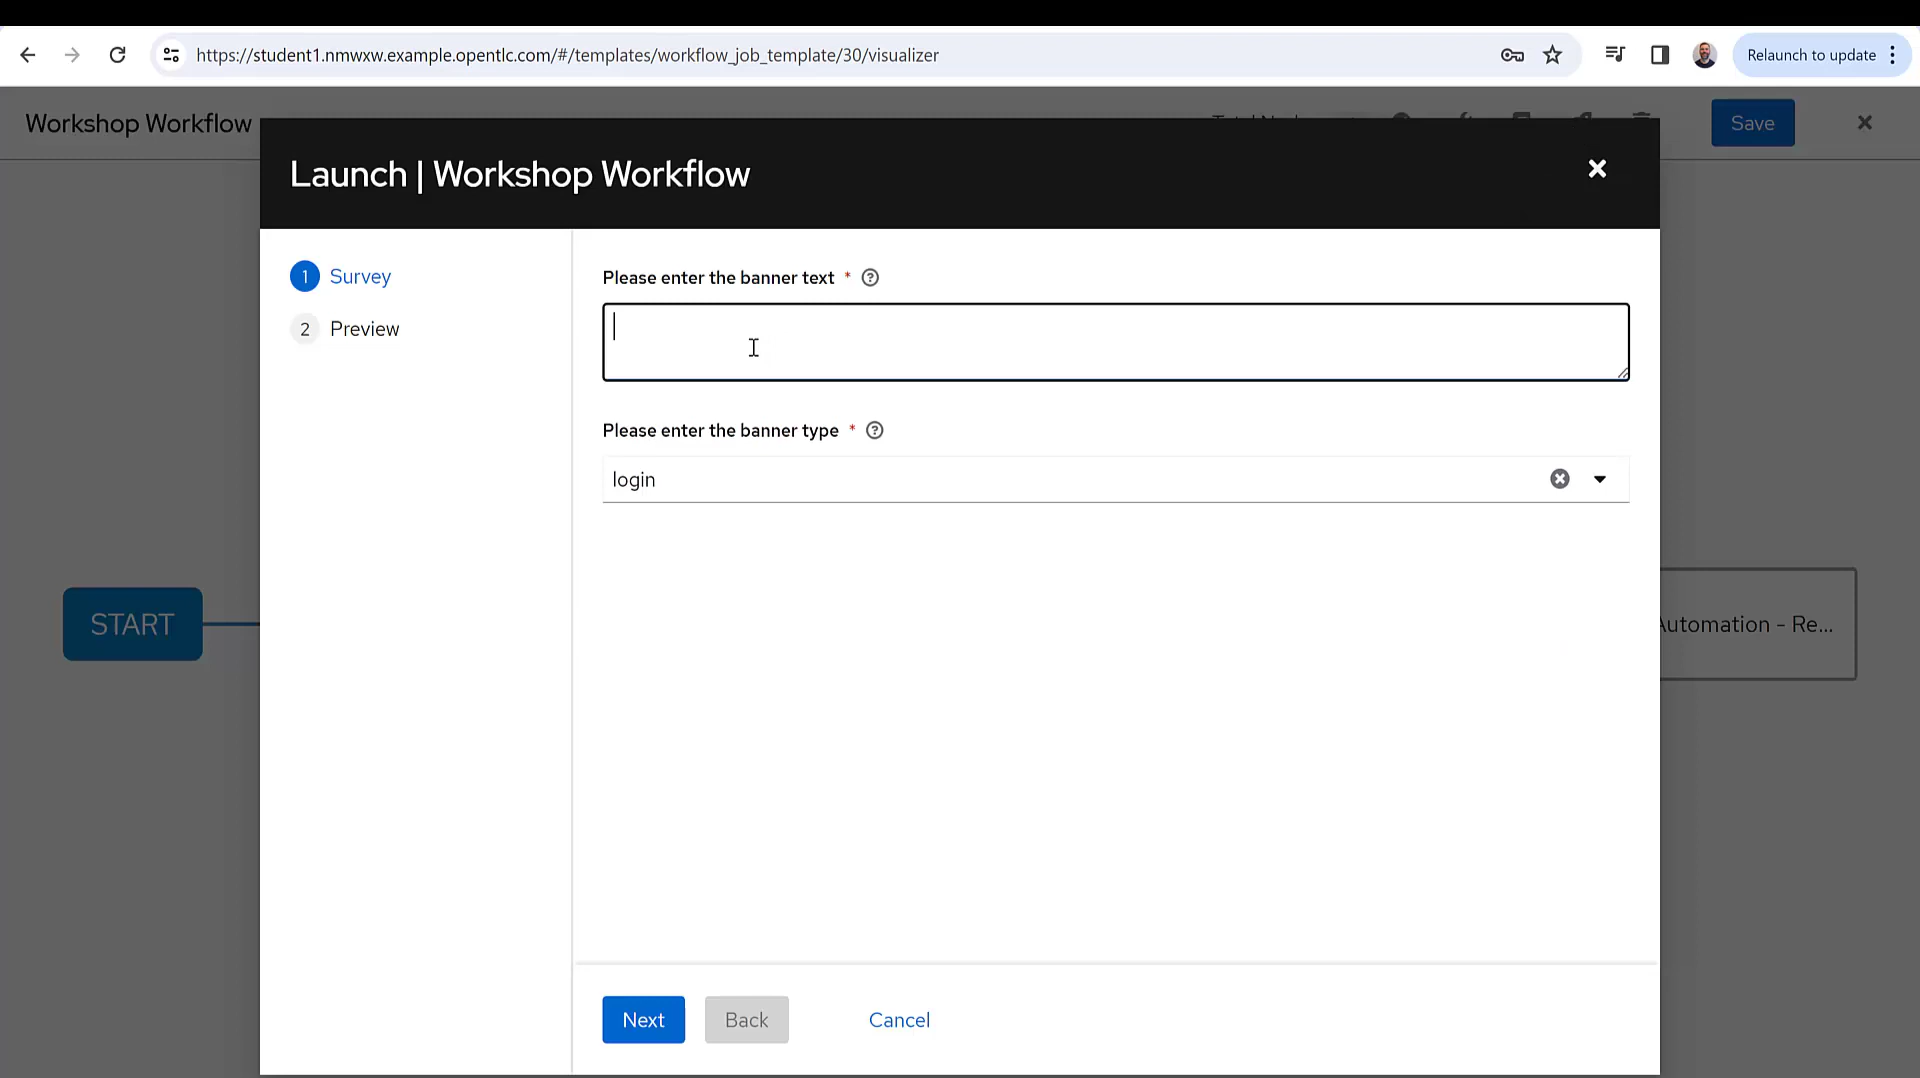 https://student1.nmwxw.example.opentlc.com/#/templates/workflow_job_template/30/visualizer
Relaunch to update
Workshop Workflow
Save
Launch | Workshop Workflow
1 Survey
2 Preview
Please enter the banner text *
Please enter the banner type *
login
START
Automation - Re...
Next
Back
Cancel